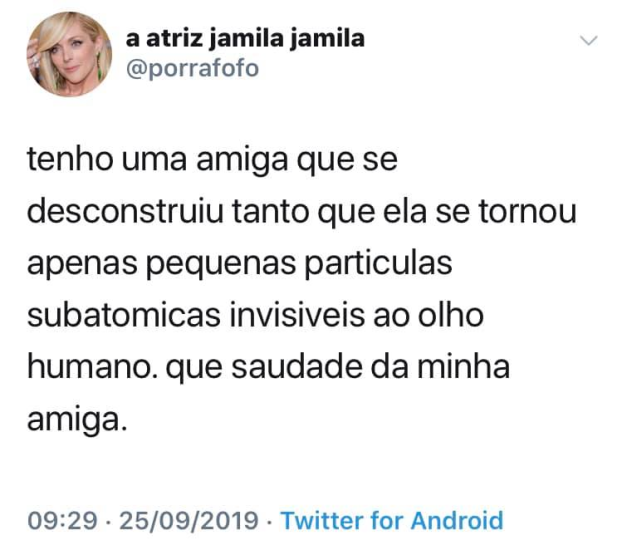 a atriz jamila jamila
@porrafofo
tenho uma amiga que se
desconstruiu tanto que ela se tornou
apenas pequenas particulas
subatomicas invisiveis ao olho
humano. que saudade da minha
amiga.
09:29 · 25/09/2019 · Twitter for Android